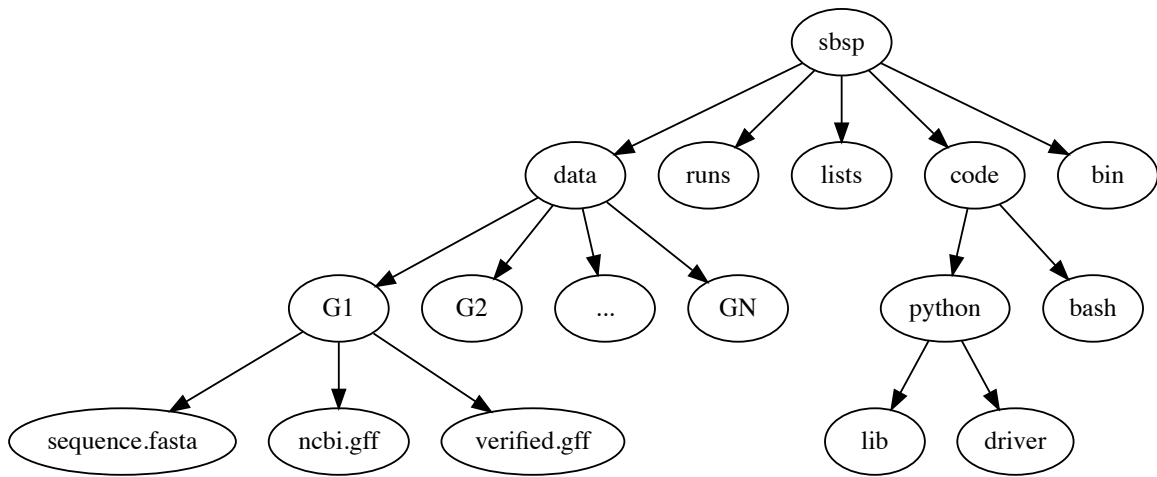 sbsp
data
runs
lists
code
bin
G1
G2
...
GN
python
bash
sequence.fasta
ncbi.gff
verified.gff
lib
driver